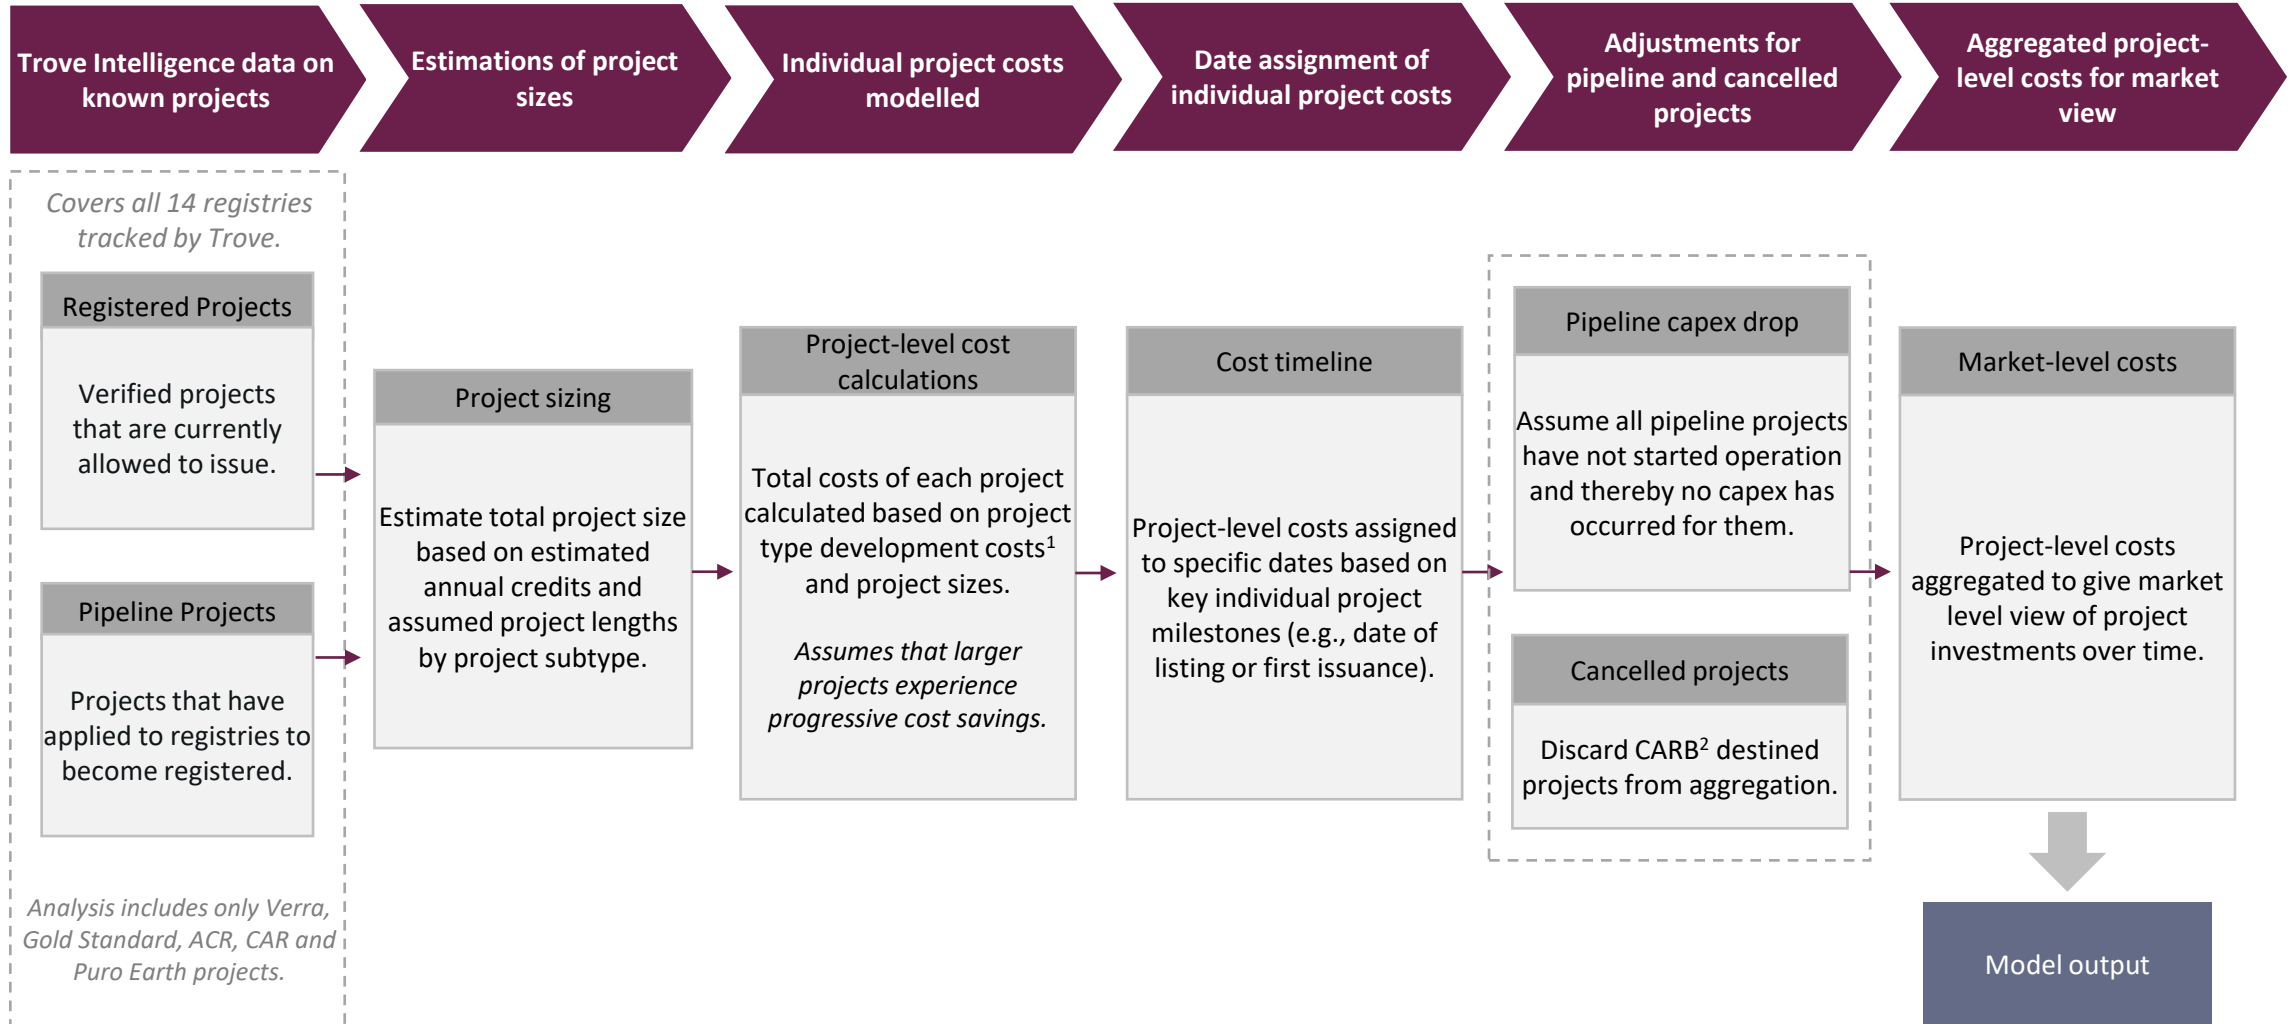 Trove Intelligence data on
known projects
Estimations of project
sizes
Individual project costs
modelled
Date assignment of
individual project costs
Adjustments for
pipeline and cancelled
projects
Aggregated project-
level costs for market
view
Covers all 14 registries
tracked by Trove.
Registered Projects
Verified projects
that are currently
allowed to issue.
Pipeline Projects
Projects that have
applied to registries to
become registered.
Analysis includes only Verra,
Gold Standard, ACR, CAR and
Puro Earth projects.
Project sizing
Estimate total project size
based on estimated
annual credits and
assumed project lengths
by project subtype.
Project-level cost
calculations
Total costs of each project
calculated based on project
type development costs¹
and project sizes.
Assumes that larger
projects experience
progressive cost savings.
Cost timeline
Project-level costs assigned
to specific dates based on
key individual project
milestones (e.g., date of
listing or first issuance).
Pipeline capex drop
Assume all pipeline projects
have not started operation
and thereby no capex has
occurred for them.
Cancelled projects
Discard CARB² destined
projects from aggregation.
Market-level costs
Project-level costs
aggregated to give market
level view of project
investments over time.
Model output